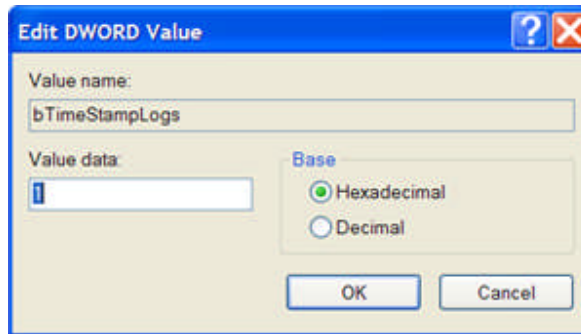 Edit DWORD Value
Value name:
bTimeStampLogs
Value data:
1
Base
Hexadecimal
Decimal
OK
Cancel